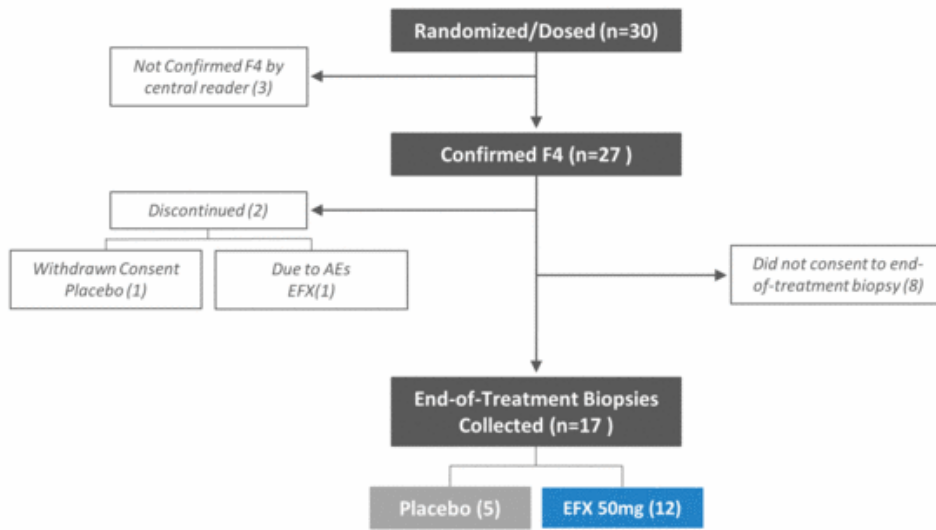 Randomized/Dosed (n=30)
Not Confirmed F4 by
central reader (3)
Confirmed F4 (n=27 )
Discontinued (2)
Withdrawn Consent
Placebo (1)
Due to AEs
EFX(1)
Did not consent to end-
of-treatment biopsy (8)
End-of-Treatment Biopsies
Collected (n=17 )
Placebo (5)
EFX 50mg (12)